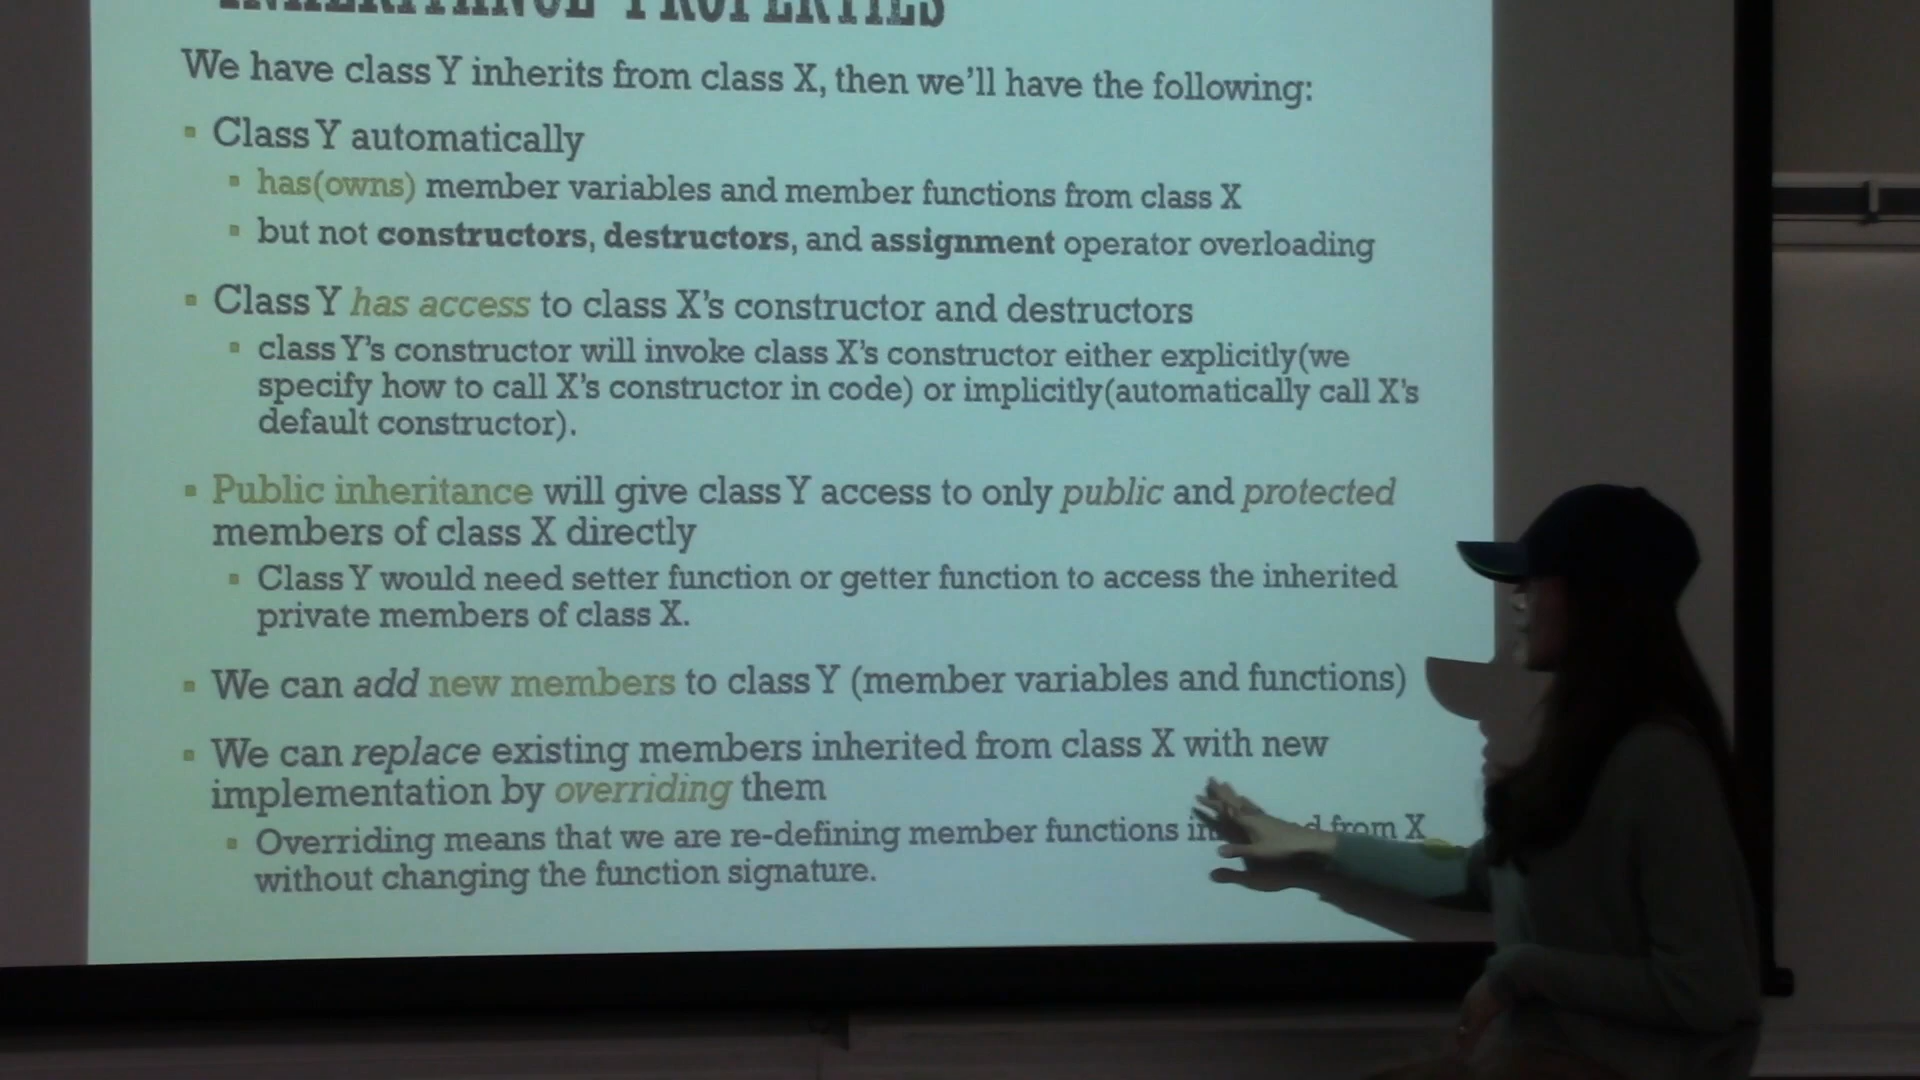 INHERITANCE PROPERTIES
We have class Y inherits from class X, then we'll have the following:
▪ Class Y automatically
▪ has(owns) member variables and member functions from class X
▪ but not constructors, destructors, and assignment operator overloading
▪ Class Y has access to class X's constructor and destructors
▪ class Y's constructor will invoke class X's constructor either explicitly(we
specify how to call X's constructor in code) or implicitly(automatically call X's
default constructor).
▪ Public inheritance will give class Y access to only public and protected
members of class X directly
▪ Class Y would need setter function or getter function to access the inherited
private members of class X.
▪ We can add new members to class Y (member variables and functions)
▪ We can replace existing members inherited from class X with new
implementation by overriding them
▪ Overriding means that we are re-defining member functions from X
without changing the function signature.